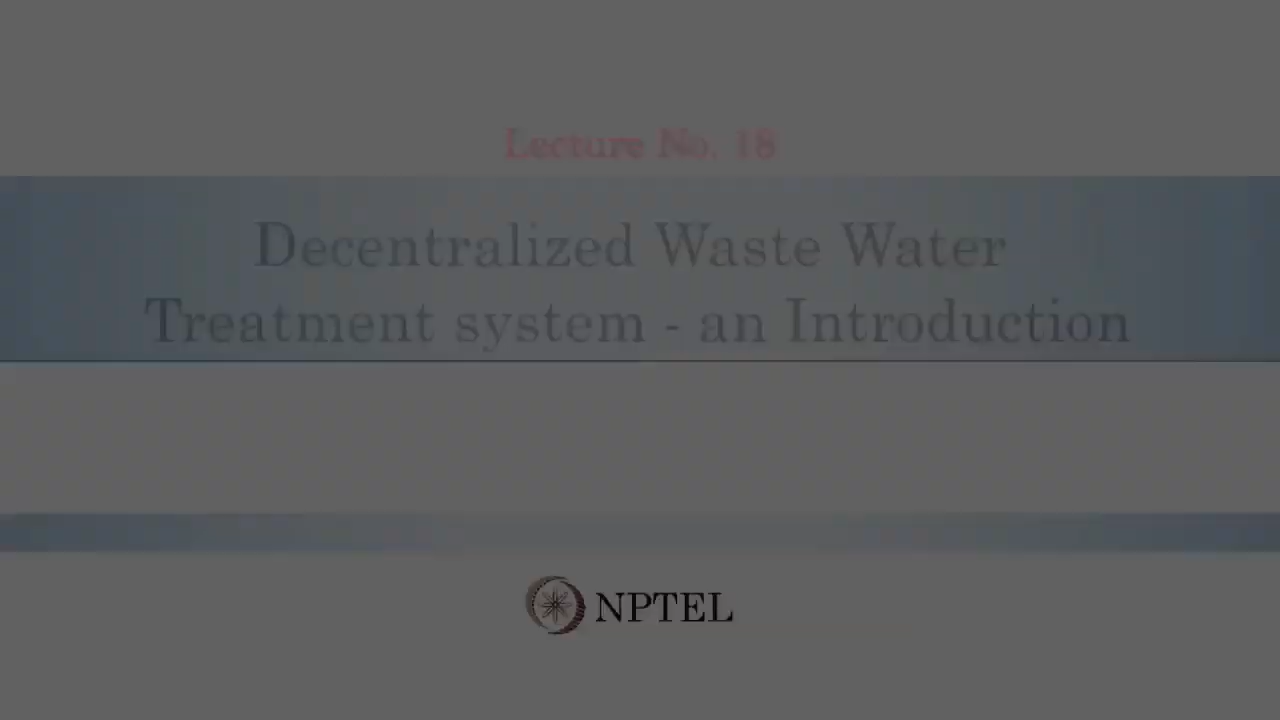 Lecture No. 18
Decentralized Waste Water
Treatment system - an Introduction
NPTEL